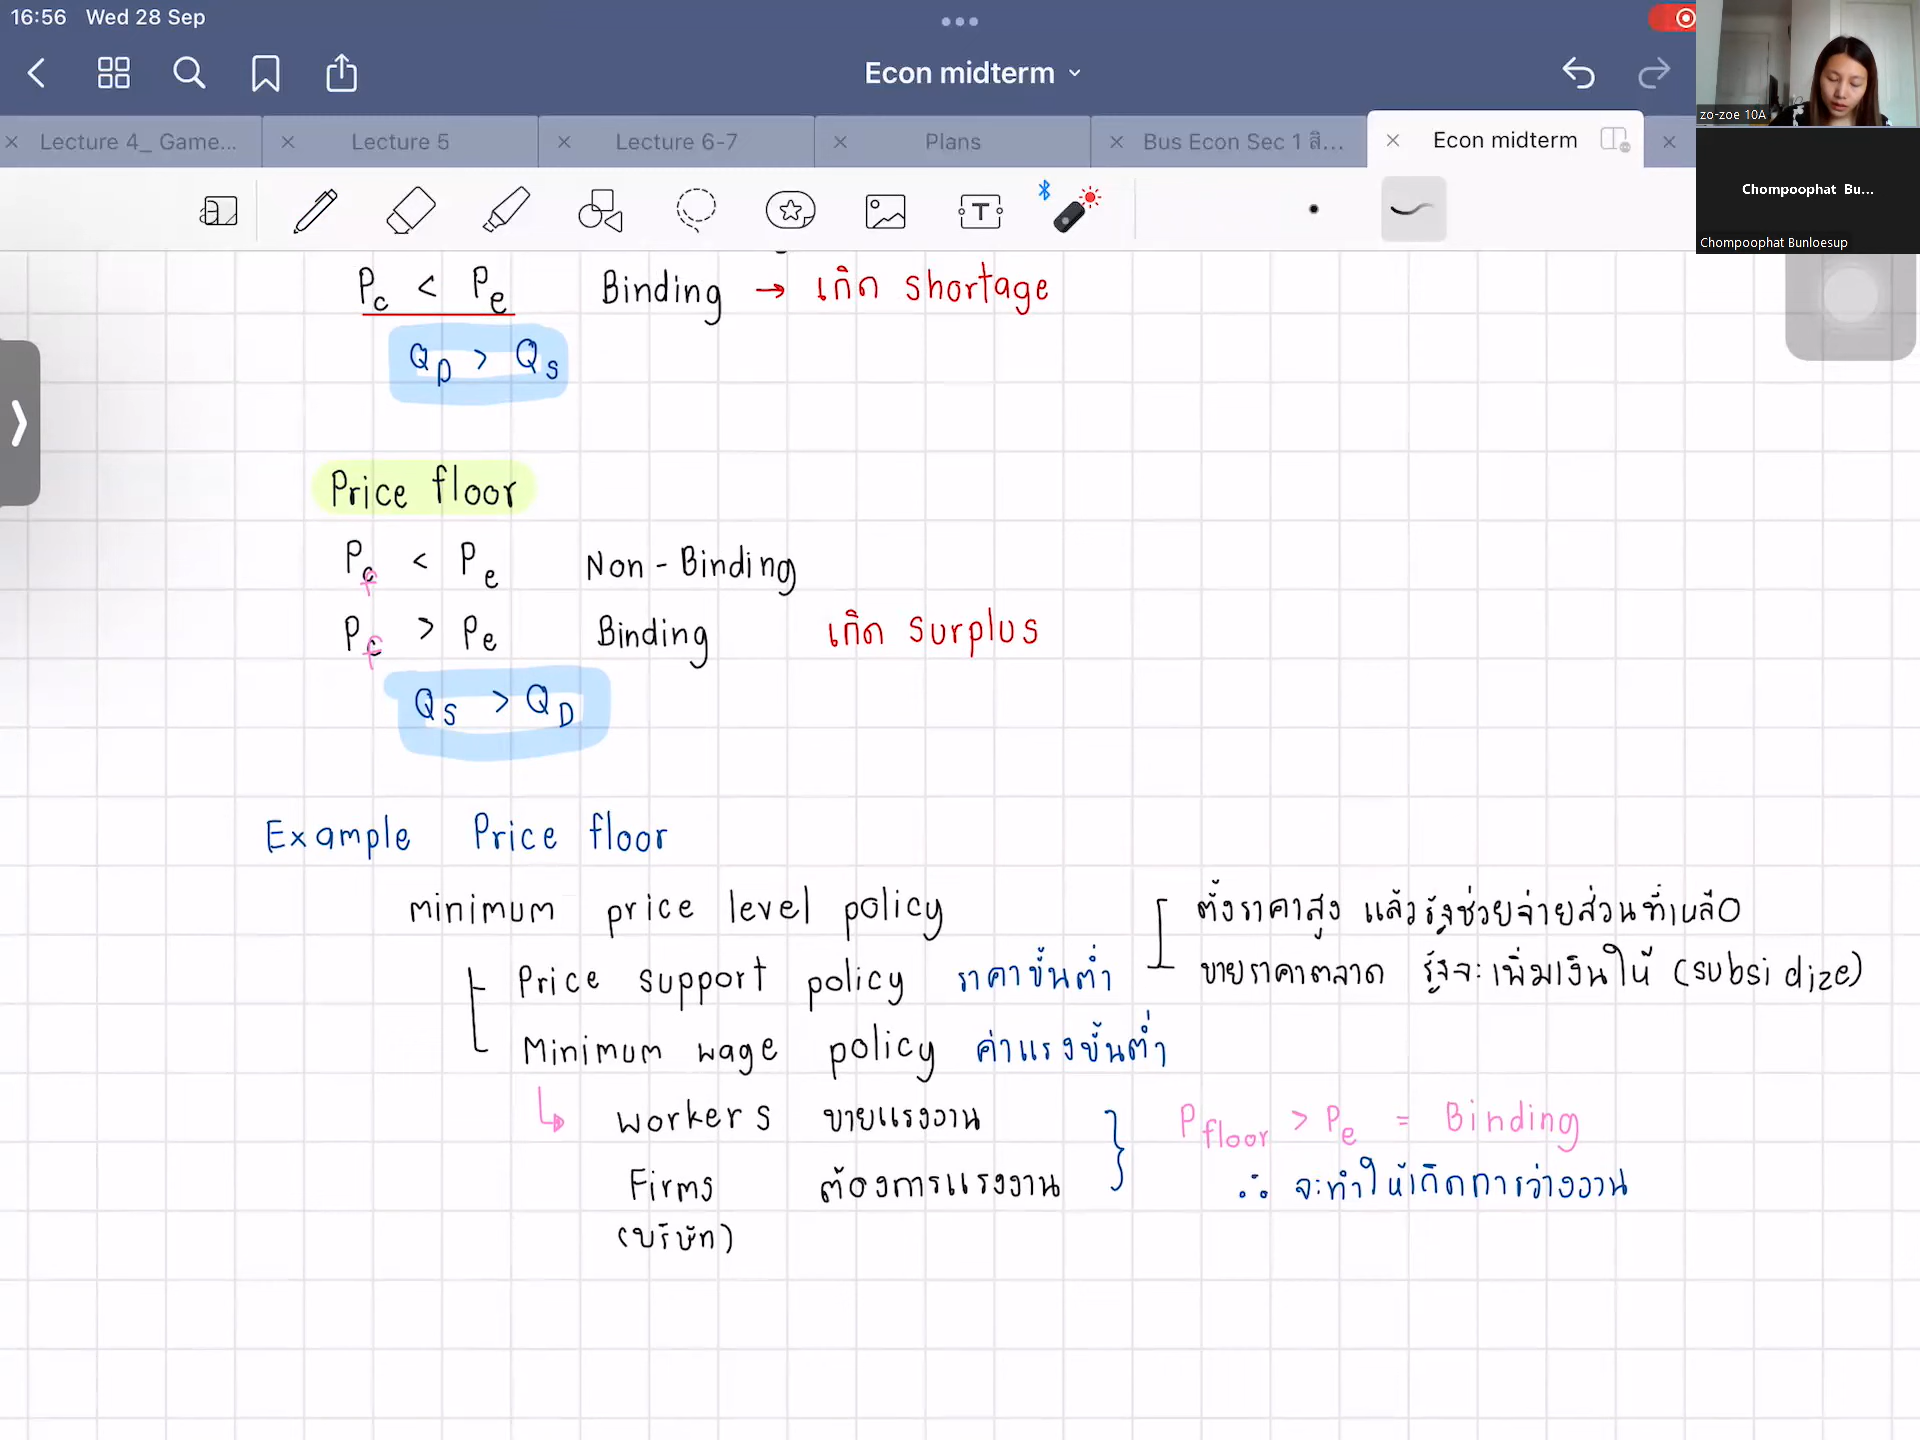 16:56 Wed 28 Sep
Econ midterm
Lecture 4_ Game...
Lecture 5
Lecture 6-7
Plans
Bus Econ Sec 1 สi...
Econ midterm
zo-zoe 10A
Chompoophat Bu...
Chompoophat Bunloesup
Pc < Pe Binding → เกิด shortage
QD > QS
Price floor
Pf < Pe Non-Binding
Pf > Pe Binding เกิด surplus
QS > QD
Example Price floor
minimum price level policy
Price support policy ราคาขั้นต่ำ
ตั้งราคาสูง แล้วรัฐช่วยจ่ายส่วนที่เหลือ
ขายราคาตลาด รัฐจะเพิ่มเงินให้ (subsidize)
Minimum wage policy ค่าแรงขั้นต่ำ
workers ขายแรงงาน
Firms ต้องการแรงงาน
(บริษัท)
Pfloor > Pe = Binding
∴ จะทำให้เกิดการว่างงาน